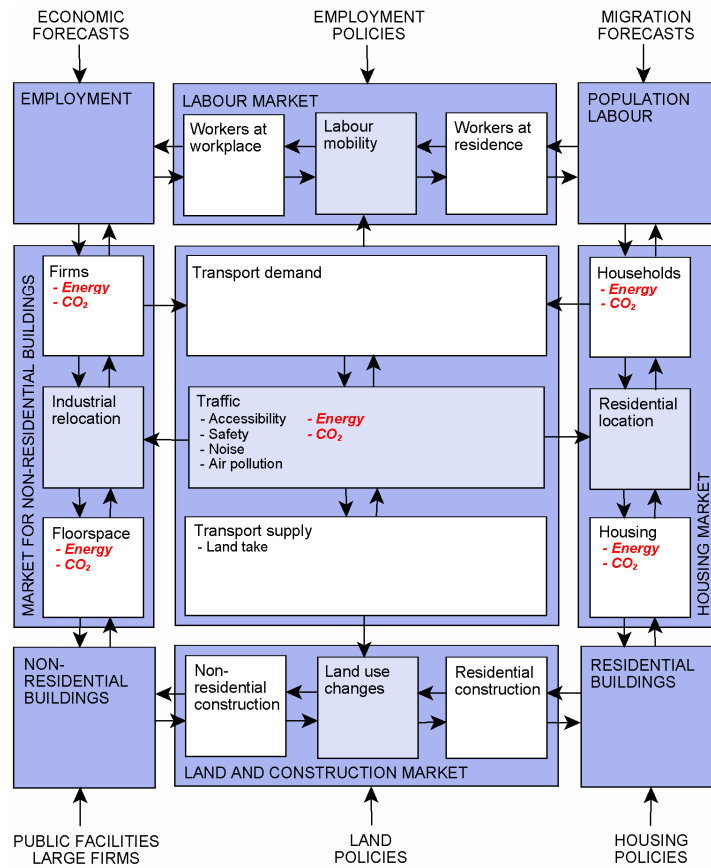 ECONOMIC
FORECASTS
EMPLOYMENT
POLICIES
MIGRATION
FORECASTS
EMPLOYMENT
LABOUR MARKET
Workers at
workplace
Labour
mobility
Workers at
residence
POPULATION
LABOUR
MARKET FOR NON-RESIDENTIAL BUILDINGS
Firms
- Energy
- CO₂
Industrial
relocation
Floorspace
- Energy
- CO₂
Transport demand
Traffic
- Accessibility
- Safety
- Noise
- Air pollution
- Energy
- CO₂
Transport supply
- Land take
Households
- Energy
- CO₂
Residential
location
Housing
- Energy
- CO₂
HOUSING MARKET
NON-
RESIDENTIAL
BUILDINGS
Non-
residential
construction
Land use
changes
Residential
construction
LAND AND CONSTRUCTION MARKET
RESIDENTIAL
BUILDINGS
PUBLIC FACILITIES
LARGE FIRMS
LAND
POLICIES
HOUSING
POLICIES